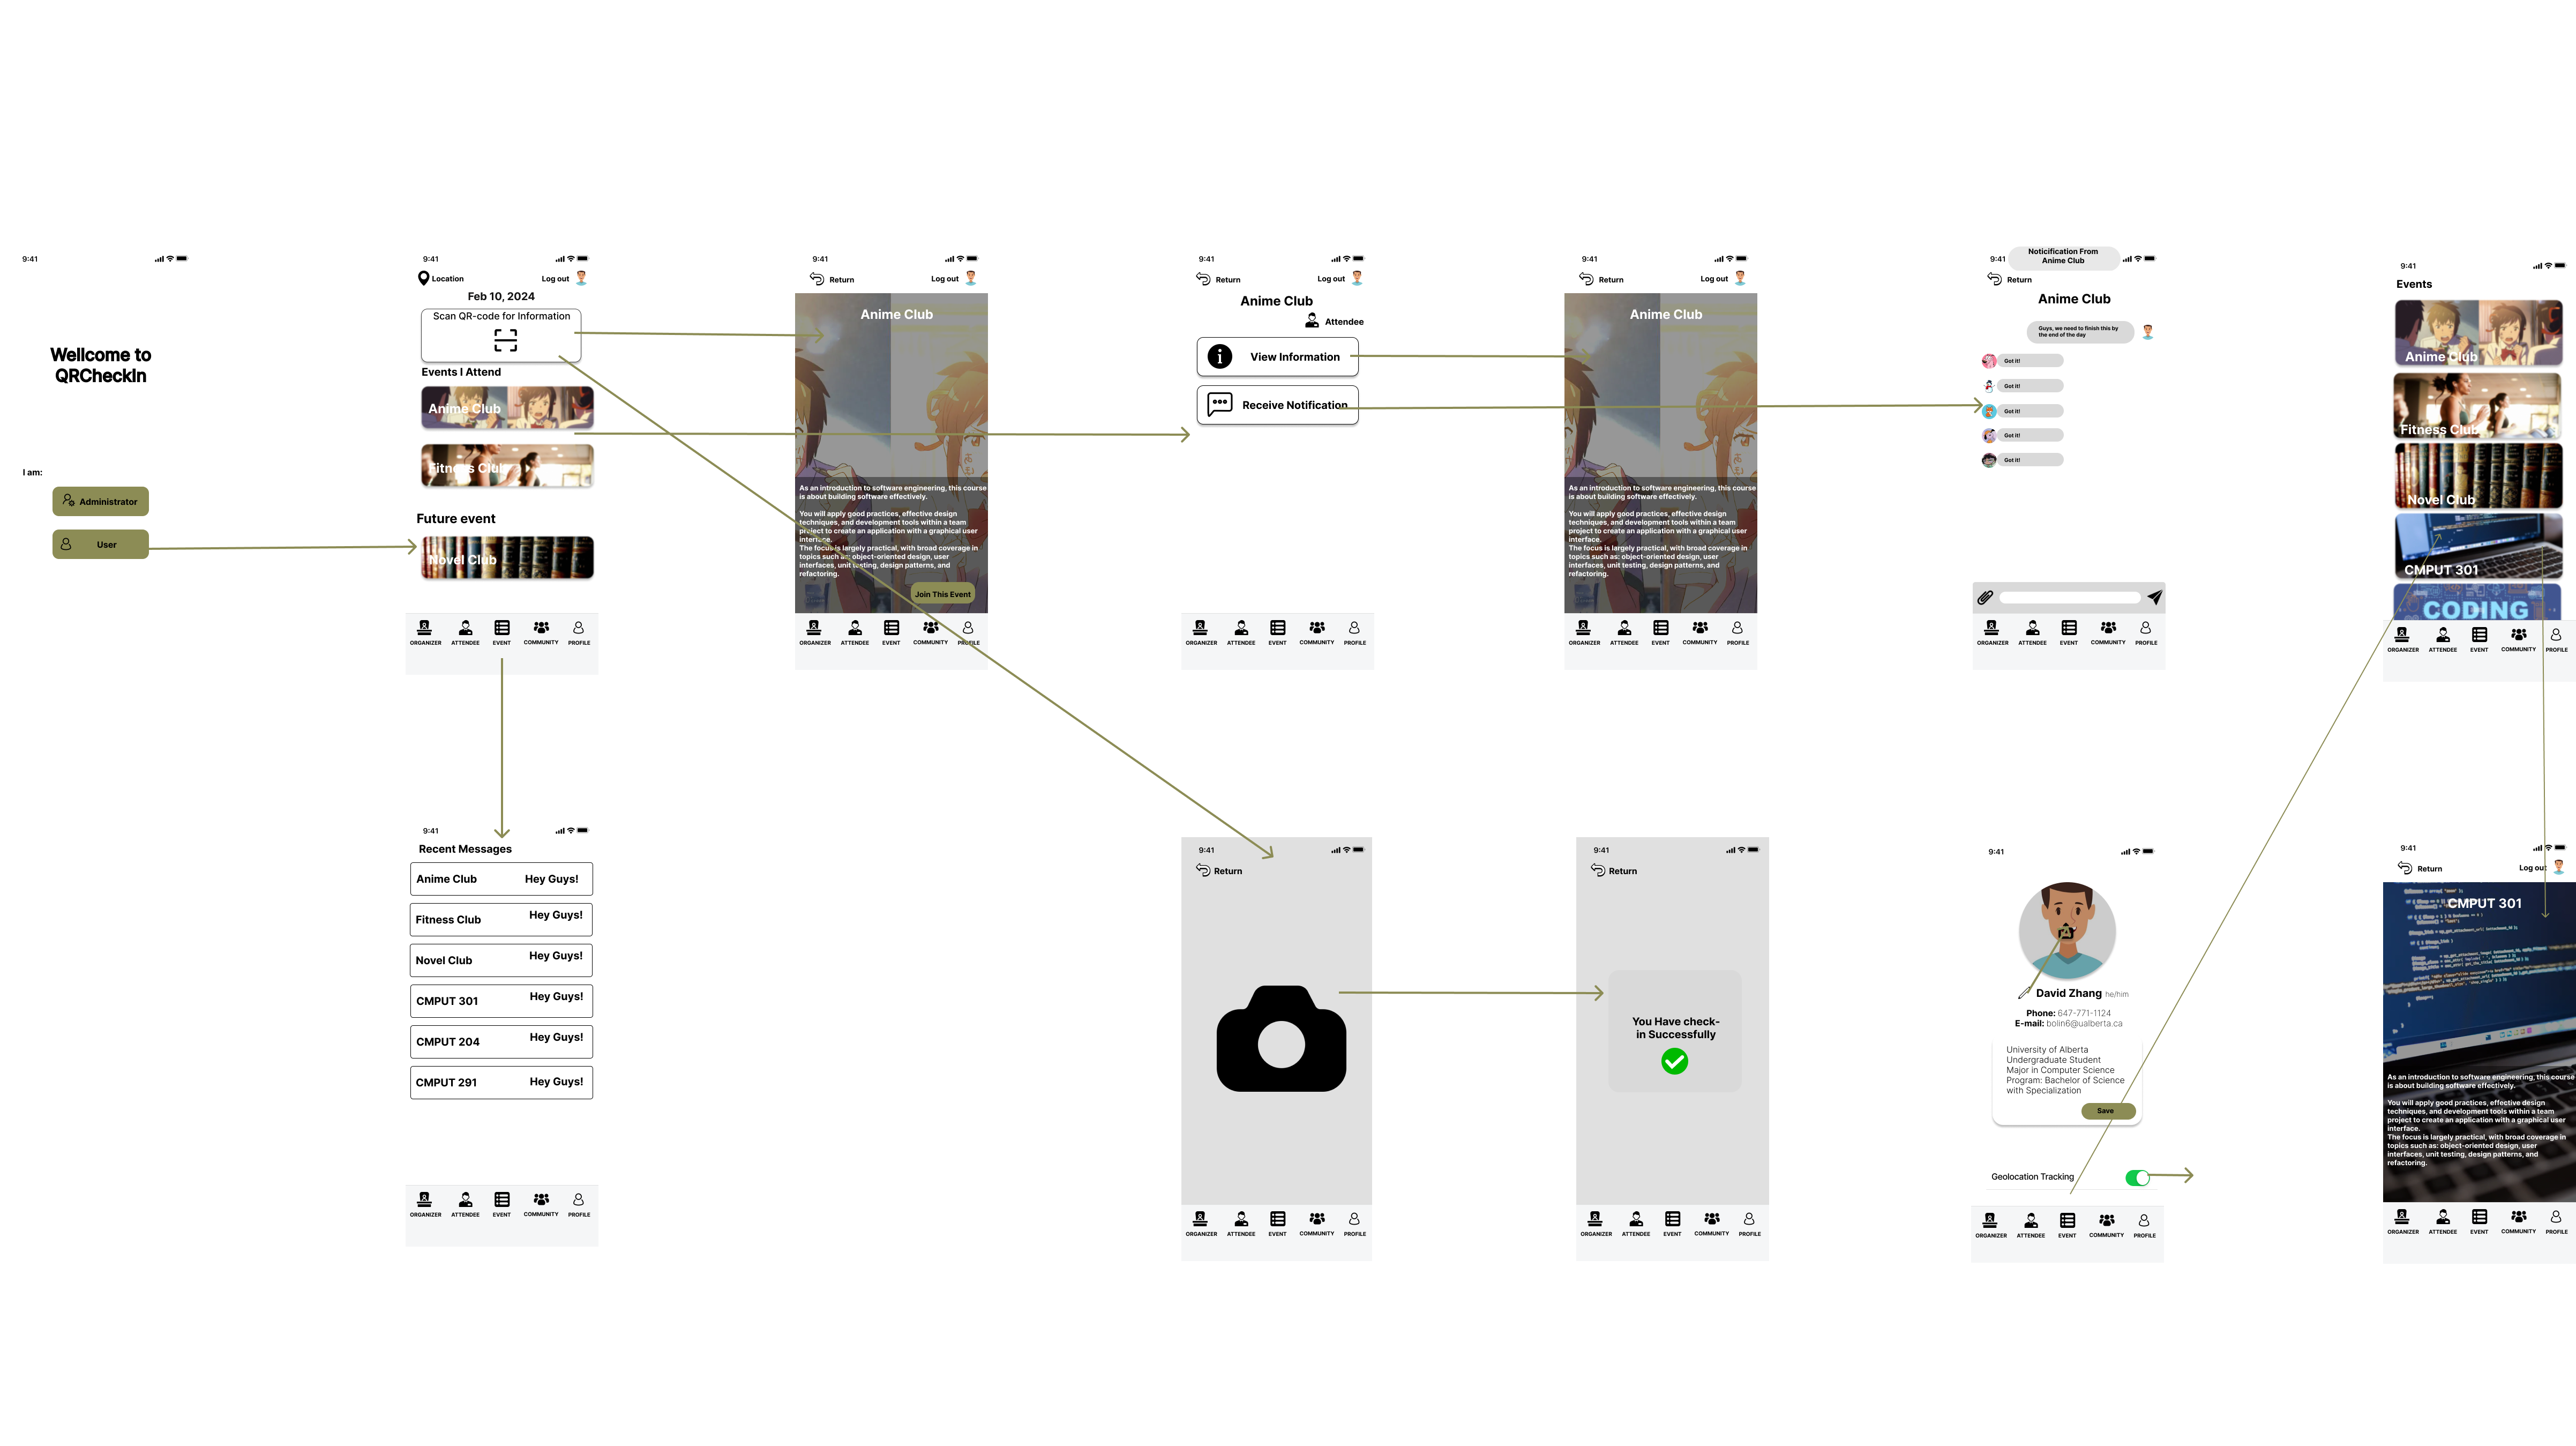 9:41
Wellcome to
QRCheckIn
I am:
Administrator
User
9:41
Location
Log out
Feb 10, 2024
Scan QR-code for Information
Events I Attend
Anime Club
Fitness Club
Future event
Novel Club
ORGANIZER ATTENDEE EVENT COMMUNITY PROFILE
9:41
Return
Log out
Anime Club
As an introduction to software engineering, this course
is about building software effectively.
You will apply good practices, effective design
techniques, and development tools within a team
project to create an application with a graphical user
interface.
The focus is largely practical, with broad coverage in
topics such as: object-oriented design, user
interfaces, unit testing, design patterns, and
refactoring.
Join This Event
ORGANIZER ATTENDEE EVENT COMMUNITY PROFILE
9:41
Return
Log out
Anime Club
Attendee
View Information
Receive Notification
ORGANIZER ATTENDEE EVENT COMMUNITY PROFILE
9:41
Return
Log out
Anime Club
As an introduction to software engineering, this course
is about building software effectively.
You will apply good practices, effective design
techniques, and development tools within a team
project to create an application with a graphical user
interface.
The focus is largely practical, with broad coverage in
topics such as: object-oriented design, user
interfaces, unit testing, design patterns, and
refactoring.
ORGANIZER ATTENDEE EVENT COMMUNITY PROFILE
9:41
Noticification From
Anime Club
Return
Anime Club
Guys, we need to finish this by
the end of the day
Got it!
Got it!
Got it!
Got it!
Got it!
ORGANIZER ATTENDEE EVENT COMMUNITY PROFILE
9:41
Events
Anime Club
Fitness Club
Novel Club
CMPUT 301
CODING
ORGANIZER ATTENDEE EVENT COMMUNITY PROFILE
9:41
Recent Messages
Anime Club Hey Guys!
Fitness Club Hey Guys!
Novel Club Hey Guys!
CMPUT 301 Hey Guys!
CMPUT 204 Hey Guys!
CMPUT 291 Hey Guys!
ORGANIZER ATTENDEE EVENT COMMUNITY PROFILE
9:41
Return
ORGANIZER ATTENDEE EVENT COMMUNITY PROFILE
9:41
Return
You Have check-
in Successfully
ORGANIZER ATTENDEE EVENT COMMUNITY PROFILE
9:41
David Zhang he/him
Phone: 647-771-1124
E-mail: bolin6@ualberta.ca
University of Alberta
Undergraduate Student
Major in Computer Science
Program: Bachelor of Science
with Specialization
Save
Geolocation Tracking
ORGANIZER ATTENDEE EVENT COMMUNITY PROFILE
9:41
Return
Log out
CMPUT 301
As an introduction to software engineering, this course
is about building software effectively.
You will apply good practices, effective design
techniques, and development tools within a team
project to create an application with a graphical user
interface.
The focus is largely practical, with broad coverage in
topics such as: object-oriented design, user
interfaces, unit testing, design patterns, and
refactoring.
ORGANIZER ATTENDEE EVENT COMMUNITY PROFILE